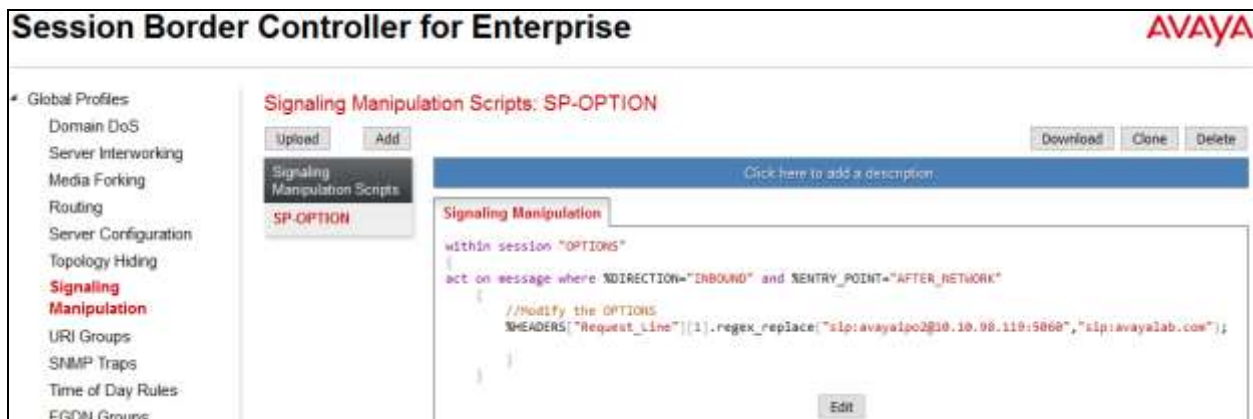 Session Border Controller for Enterprise
AVAYA
Global Profiles
Domain DoS
Server Interworking
Media Forking
Routing
Server Configuration
Topology Hiding
Signaling
Manipulation
URI Groups
SNMP Traps
Time of Day Rules
FGDN Groups
Signaling Manipulation Scripts: SP-OPTION
Upload
Add
Download
Clone
Delete
Signaling
Manipulation Scripts
SP-OPTION
Click here to add a description.
Signaling Manipulation
within session "OPTIONS"
{
act on message where %DIRECTION="INBOUND" and %ENTRY_POINT="AFTER_NETWORK"
{
//Modify the OPTIONS
%HEADERS["Request_Line"][1].regex_replace("sip:avayaipo2@10.10.98.119:5060","sip:avayalab.com");
}
}
Edit